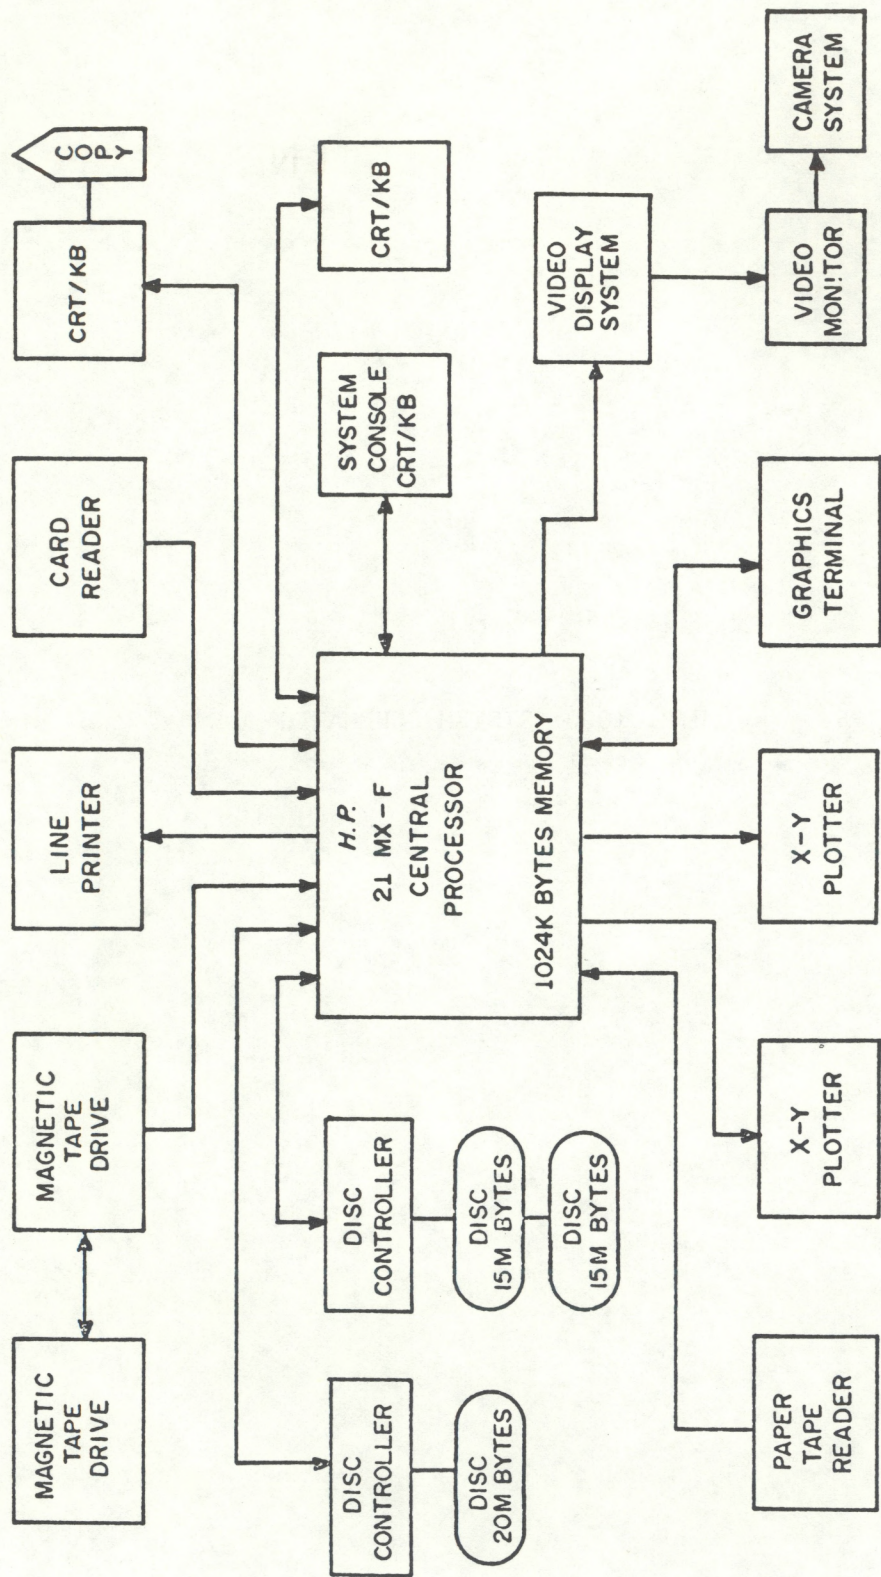 MAGNETIC
TAPE
DRIVE
MAGNETIC
TAPE
DRIVE
LINE
PRINTER
CARD
READER
CRT/KB
COPY
DISC
CONTROLLER
DISC
20M BYTES
DISC
CONTROLLER
DISC
15M BYTES
DISC
15M BYTES
H.P.
21 MX-F
CENTRAL
PROCESSOR
1024K BYTES MEMORY
SYSTEM
CONSOLE
CRT/KB
CRT/KB
VIDEO
DISPLAY
SYSTEM
PAPER
TAPE
READER
X-Y
PLOTTER
X-Y
PLOTTER
GRAPHICS
TERMINAL
VIDEO
MONITOR
CAMERA
SYSTEM